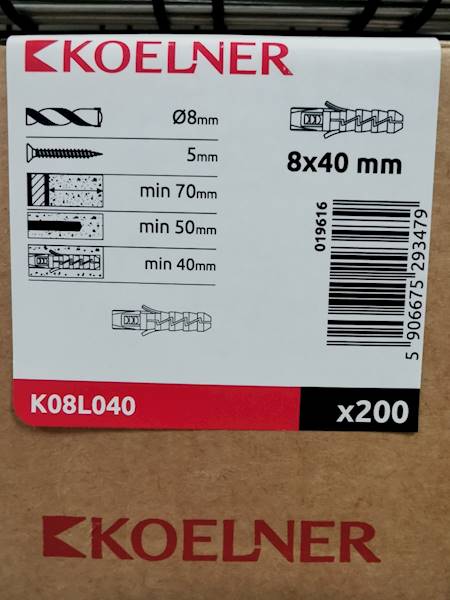 KOELNER
Ø8mm
5mm
min 70mm
min 50mm
min 40mm
8x40 mm
019616
5 906675 293479
K08L040
x200
KOELNER